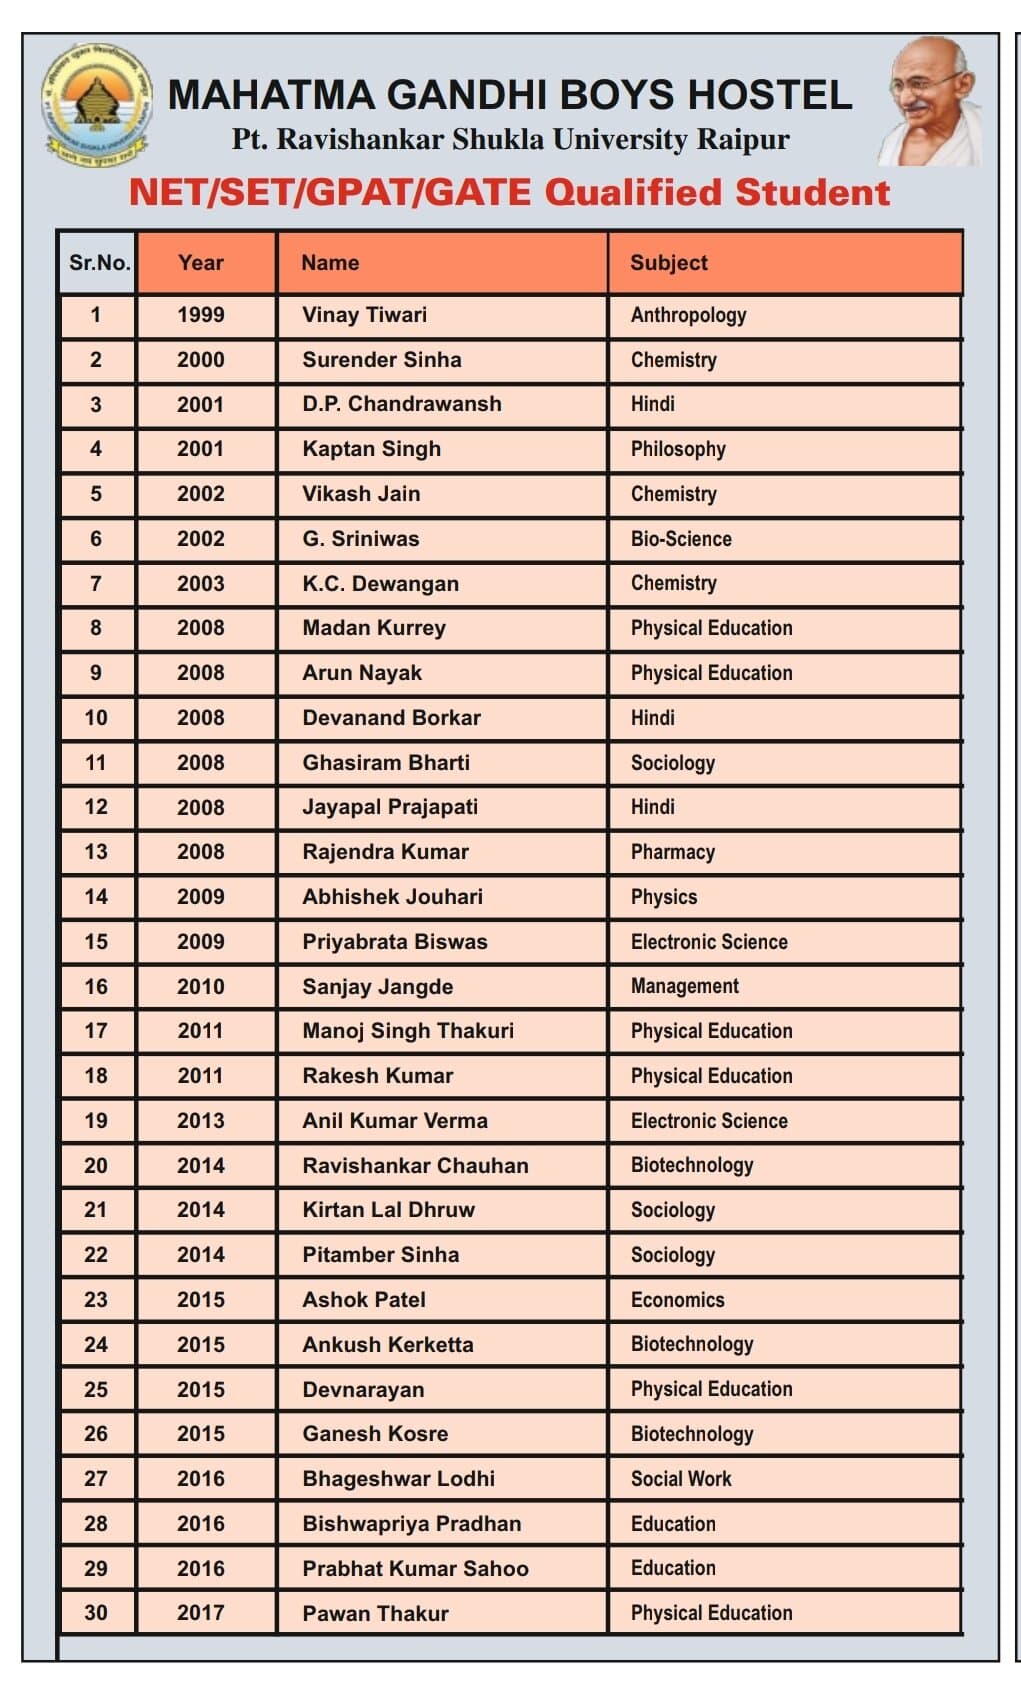 MAHATMA GANDHI BOYS HOSTEL
Pt. Ravishankar Shukla University Raipur
NET/SET/GPAT/GATE Qualified Student
Sr.No. Year Name Subject
1 1999 Vinay Tiwari Anthropology
2 2000 Surender Sinha Chemistry
3 2001 D.P. Chandrawansh Hindi
4 2001 Kaptan Singh Philosophy
5 2002 Vikash Jain Chemistry
6 2002 G. Sriniwas Bio-Science
7 2003 K.C. Dewangan Chemistry
8 2008 Madan Kurrey Physical Education
9 2008 Arun Nayak Physical Education
10 2008 Devanand Borkar Hindi
11 2008 Ghasiram Bharti Sociology
12 2008 Jayapal Prajapati Hindi
13 2008 Rajendra Kumar Pharmacy
14 2009 Abhishek Jouhari Physics
15 2009 Priyabrata Biswas Electronic Science
16 2010 Sanjay Jangde Management
17 2011 Manoj Singh Thakuri Physical Education
18 2011 Rakesh Kumar Physical Education
19 2013 Anil Kumar Verma Electronic Science
20 2014 Ravishankar Chauhan Biotechnology
21 2014 Kirtan Lal Dhruw Sociology
22 2014 Pitamber Sinha Sociology
23 2015 Ashok Patel Economics
24 2015 Ankush Kerketta Biotechnology
25 2015 Devnarayan Physical Education
26 2015 Ganesh Kosre Biotechnology
27 2016 Bhageshwar Lodhi Social Work
28 2016 Bishwapriya Pradhan Education
29 2016 Prabhat Kumar Sahoo Education
30 2017 Pawan Thakur Physical Education